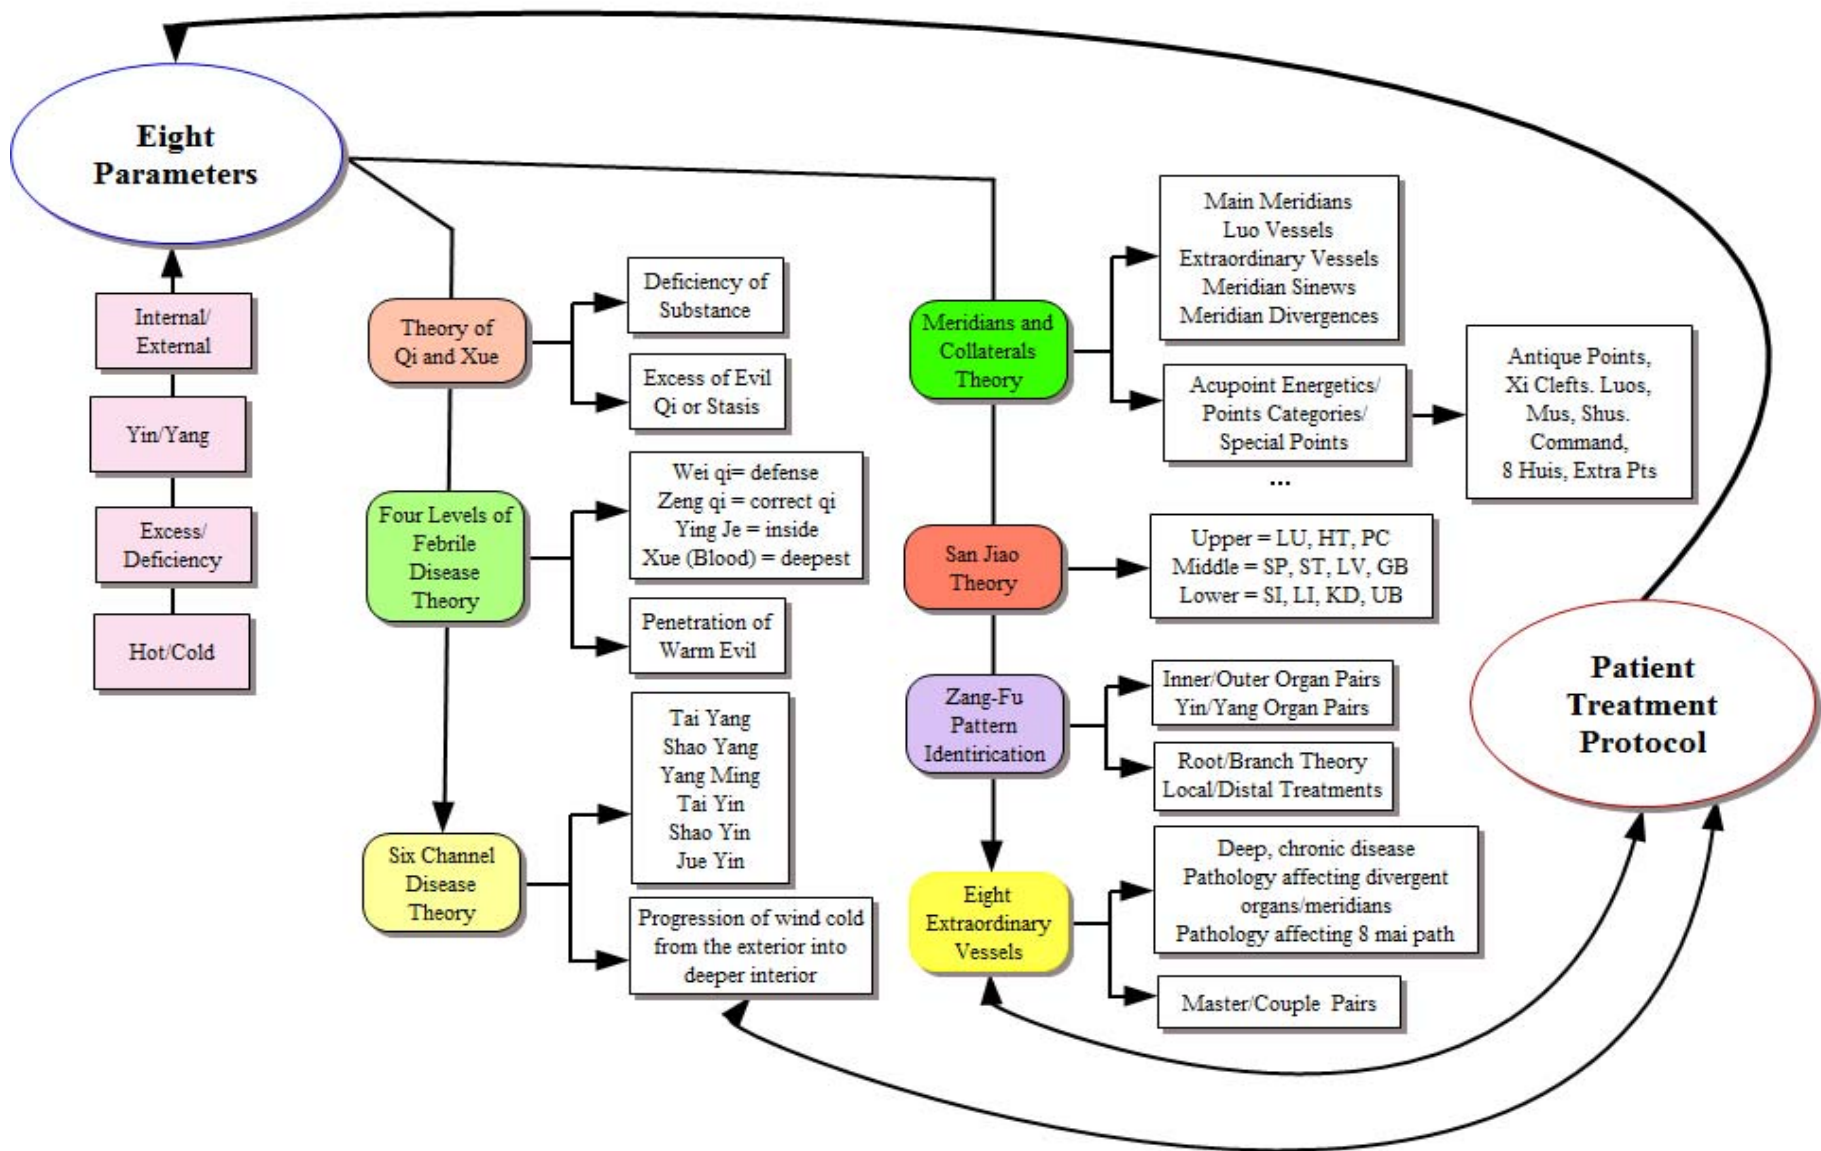 Eight
Parameters
Internal/
External
Yin/Yang
Excess/
Deficiency
Hot/Cold
Theory of
Qi and Xue
Deficiency of
Substance
Excess of Evil
Qi or Stasis
Four Levels of
Febrile
Disease
Theory
Wei qi= defense
Zeng qi = correct qi
Ying Je = inside
Xue (Blood) = deepest
Penetration of
Warm Evil
Six Channel
Disease
Theory
Tai Yang
Shao Yang
Yang Ming
Tai Yin
Shao Yin
Jue Yin
Progression of wind cold
from the exterior into
deeper interior
Meridians and
Collaterals
Theory
Main Meridians
Luo Vessels
Extraordinary Vessels
Meridian Sinews
Meridian Divergences
Acupoint Energetics/
Points Categories/
Special Points
...
Antique Points,
Xi Clefts. Luos,
Mus, Shus.
Command,
8 Huis, Extra Pts
San Jiao
Theory
Upper = LU, HT, PC
Middle = SP, ST, LV, GB
Lower = SI, LI, KD, UB
Zang-Fu
Pattern
Identirication
Inner/Outer Organ Pairs
Yin/Yang Organ Pairs
Root/Branch Theory
Local/Distal Treatments
Eight
Extraordinary
Vessels
Deep, chronic disease
Pathology affecting divergent
organs/meridians
Pathology affecting 8 mai path
Master/Couple Pairs
Patient
Treatment
Protocol